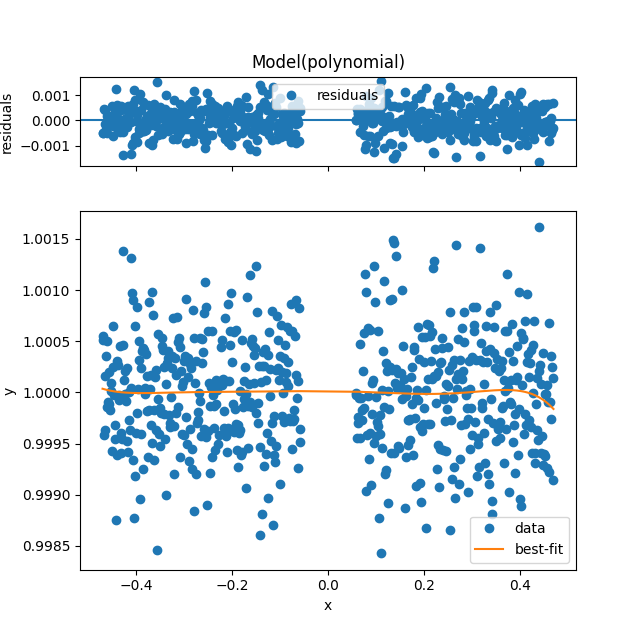 Model(polynomial)
residuals
0.001
0.000
−0.001
residuals
y
1.0015
1.0010
1.0005
1.0000
0.9995
0.9990
0.9985
data
best-fit
−0.4
−0.2
0.0
0.2
0.4
x